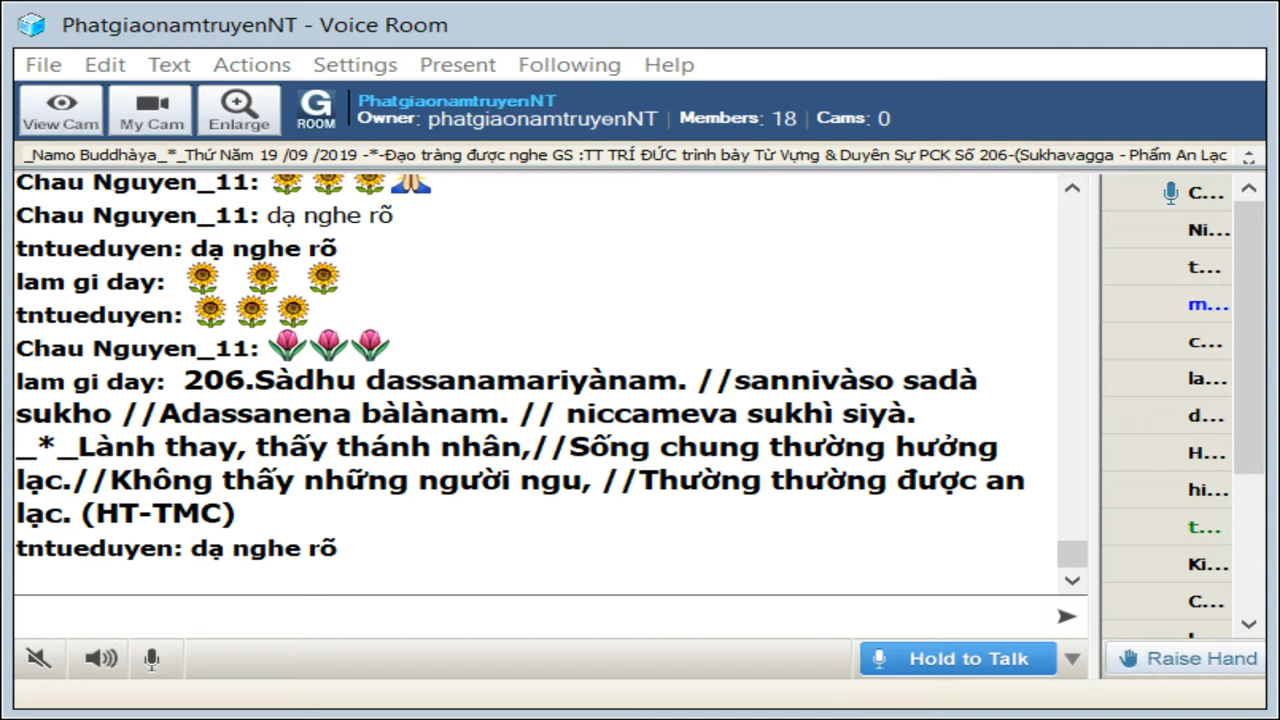 PhatgiaonamtruyenNT - Voice Room
File Edit Text Actions Settings Present Following Help
View Cam My Cam Enlarge G ROOM
PhatgiaonamtruyenNT
Owner: phatgiaonamtruyenNT | Members: 18 | Cams: 0
_Namo Buddhàya_*_Thứ Năm 19 /09 /2019 -*-Đạo tràng được nghe GS :TT TRÍ ĐỨC trình bày Từ Vựng & Duyên Sự PCK Số 206-(Sukhavagga - Phẩm An Lạc
Chau Nguyen_11:
Chau Nguyen_11: dạ nghe rõ
tntueduyen: dạ nghe rõ
lam gi day:
tntueduyen:
Chau Nguyen_11:
lam gi day: 206.Sàdhu dassanamariyànam. //sannivàso sadà
sukho //Adassanena bàlànam. // niccameva sukhì siyà.
_*_Lành thay, thấy thánh nhân,//Sống chung thường hưởng
lạc.//Không thấy những người ngu, //Thường thường được an
lạc. (HT-TMC)
tntueduyen: dạ nghe rõ
C...
Ni...
t...
m...
c...
la...
d...
H...
hi...
t...
Ki...
C...
Hold to Talk
Raise Hand